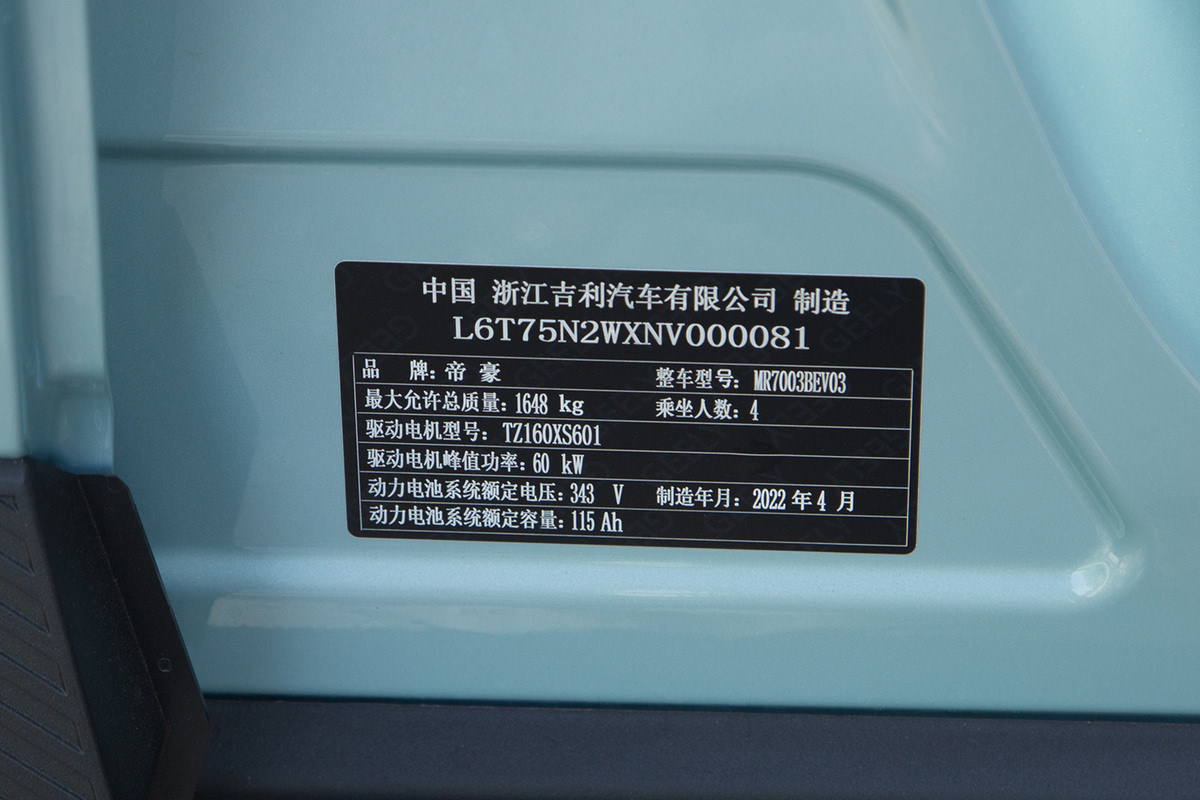 中国 浙江吉利汽车有限公司 制造
L6T75N2WXNV000081
品 牌: 帝 豪 整车型号: MR7003BEV03
最大允许总质量: 1648 kg 乘坐人数: 4
驱动电机型号: TZ160XS601
驱动电机峰值功率: 60 kW
动力电池系统额定电压: 343 V 制造年月: 2022 年 4 月
动力电池系统额定容量: 115 Ah